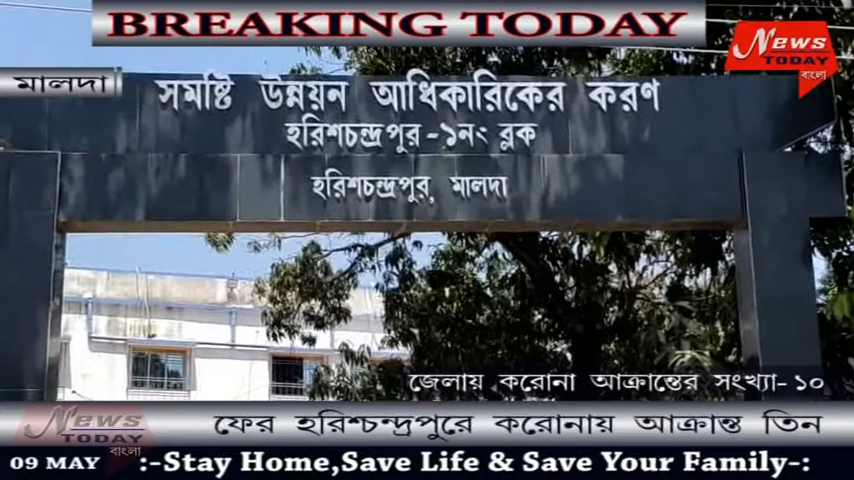 BREAKING TODAY
NEWS
TODAY
বাংলা
মালদা
সমষ্টি উন্নয়ন আধিকারিকের করণ
হরিশ্চন্দ্রপুর -১নং ব্লক
হরিশ্চন্দ্রপুর, মালদা
জেলায় করোনা আক্রান্তের সংখ্যা- ১০
NEWS
TODAY
বাংলা
ফের হরিশ্চন্দ্রপুরে করোনায় আক্রান্ত তিন
09 MAY :-Stay Home,Save Life & Save Your Family-: